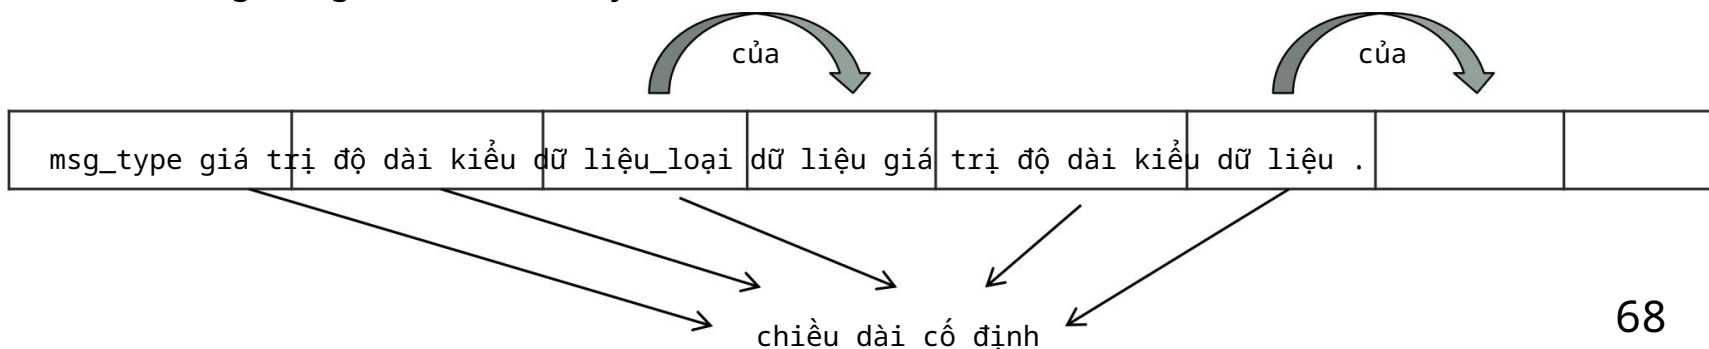 của
của
msg_type giá trị độ dài kiểu dữ liệu_loại dữ liệu giá trị độ dài kiểu dữ liệu .
chiều dài cố định
68